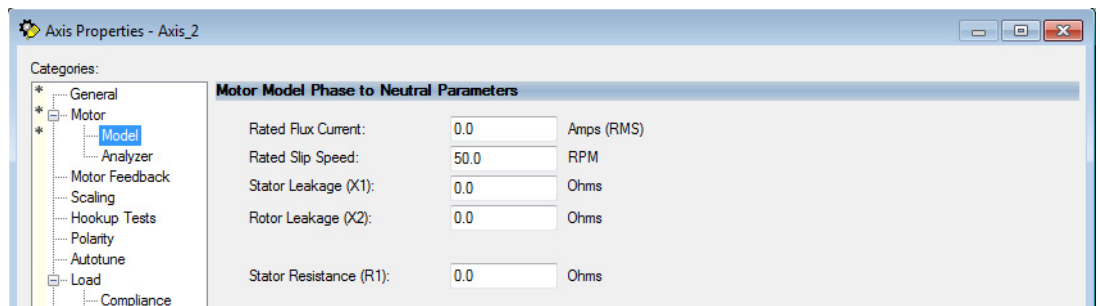 Axis Properties - Axis_2
Categories:
* General
* Motor
* Model
Analyzer
Motor Feedback
Scaling
Hookup Tests
Polarity
Autotune
Load
Compliance
Motor Model Phase to Neutral Parameters
Rated Flux Current: 0.0 Amps (RMS)
Rated Slip Speed: 50.0 RPM
Stator Leakage (X1): 0.0 Ohms
Rotor Leakage (X2): 0.0 Ohms
Stator Resistance (R1): 0.0 Ohms